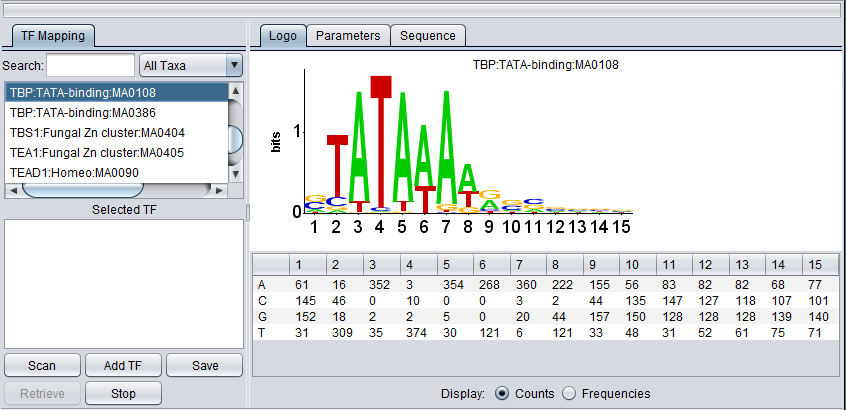 TF Mapping
Search:
All Taxa
TBP:TATA-binding:MA0108
TBP:TATA-binding:MA0386
TBS1:Fungal Zn cluster:MA0404
TEA1:Fungal Zn cluster:MA0405
TEAD1:Homeo:MA0090
Selected TF
Scan Add TF Save
Retrieve Stop
Logo Parameters Sequence
TBP:TATA-binding:MA0108
bits
1
0
1 2 3 4 5 6 7 8 9 10 11 12 13 14 15
1 2 3 4 5 6 7 8 9 10 11 12 13 14 15
A 61 16 352 3 354 268 360 222 155 56 83 82 82 68 77
C 145 46 0 10 0 0 3 2 44 135 147 127 118 107 101
G 152 18 2 2 5 0 20 44 157 150 128 128 128 139 140
T 31 309 35 374 30 121 6 121 33 48 31 52 61 75 71
Display: Counts Frequencies